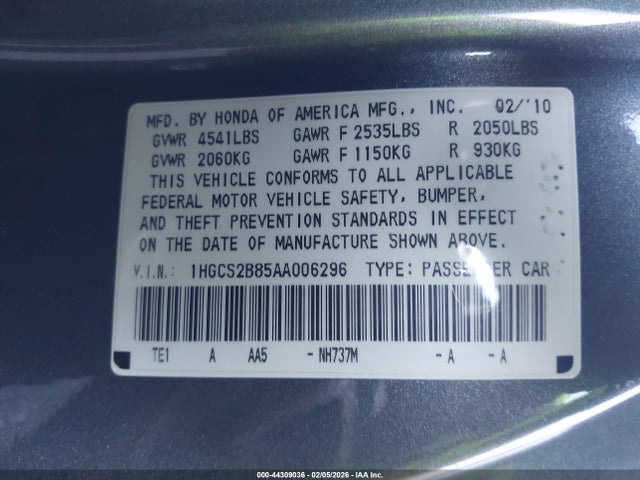 MFD. BY HONDA OF AMERICA MFG., INC. 02/'10
GVWR 4541LBS GAWR F 2535LBS R 2050LBS
GVWR 2060KG GAWR F 1150KG R 930KG
THIS VEHICLE CONFORMS TO ALL APPLICABLE
FEDERAL MOTOR VEHICLE SAFETY, BUMPER,
AND THEFT PREVENTION STANDARDS IN EFFECT
ON THE DATE OF MANUFACTURE SHOWN ABOVE.
V.I.N.: 1HGCS2B85AA006296 TYPE: PASSENGER CAR
TE1 A AA5 - NH737M - A - A
000-44309036 - 02/05/2026 - IAA Inc.